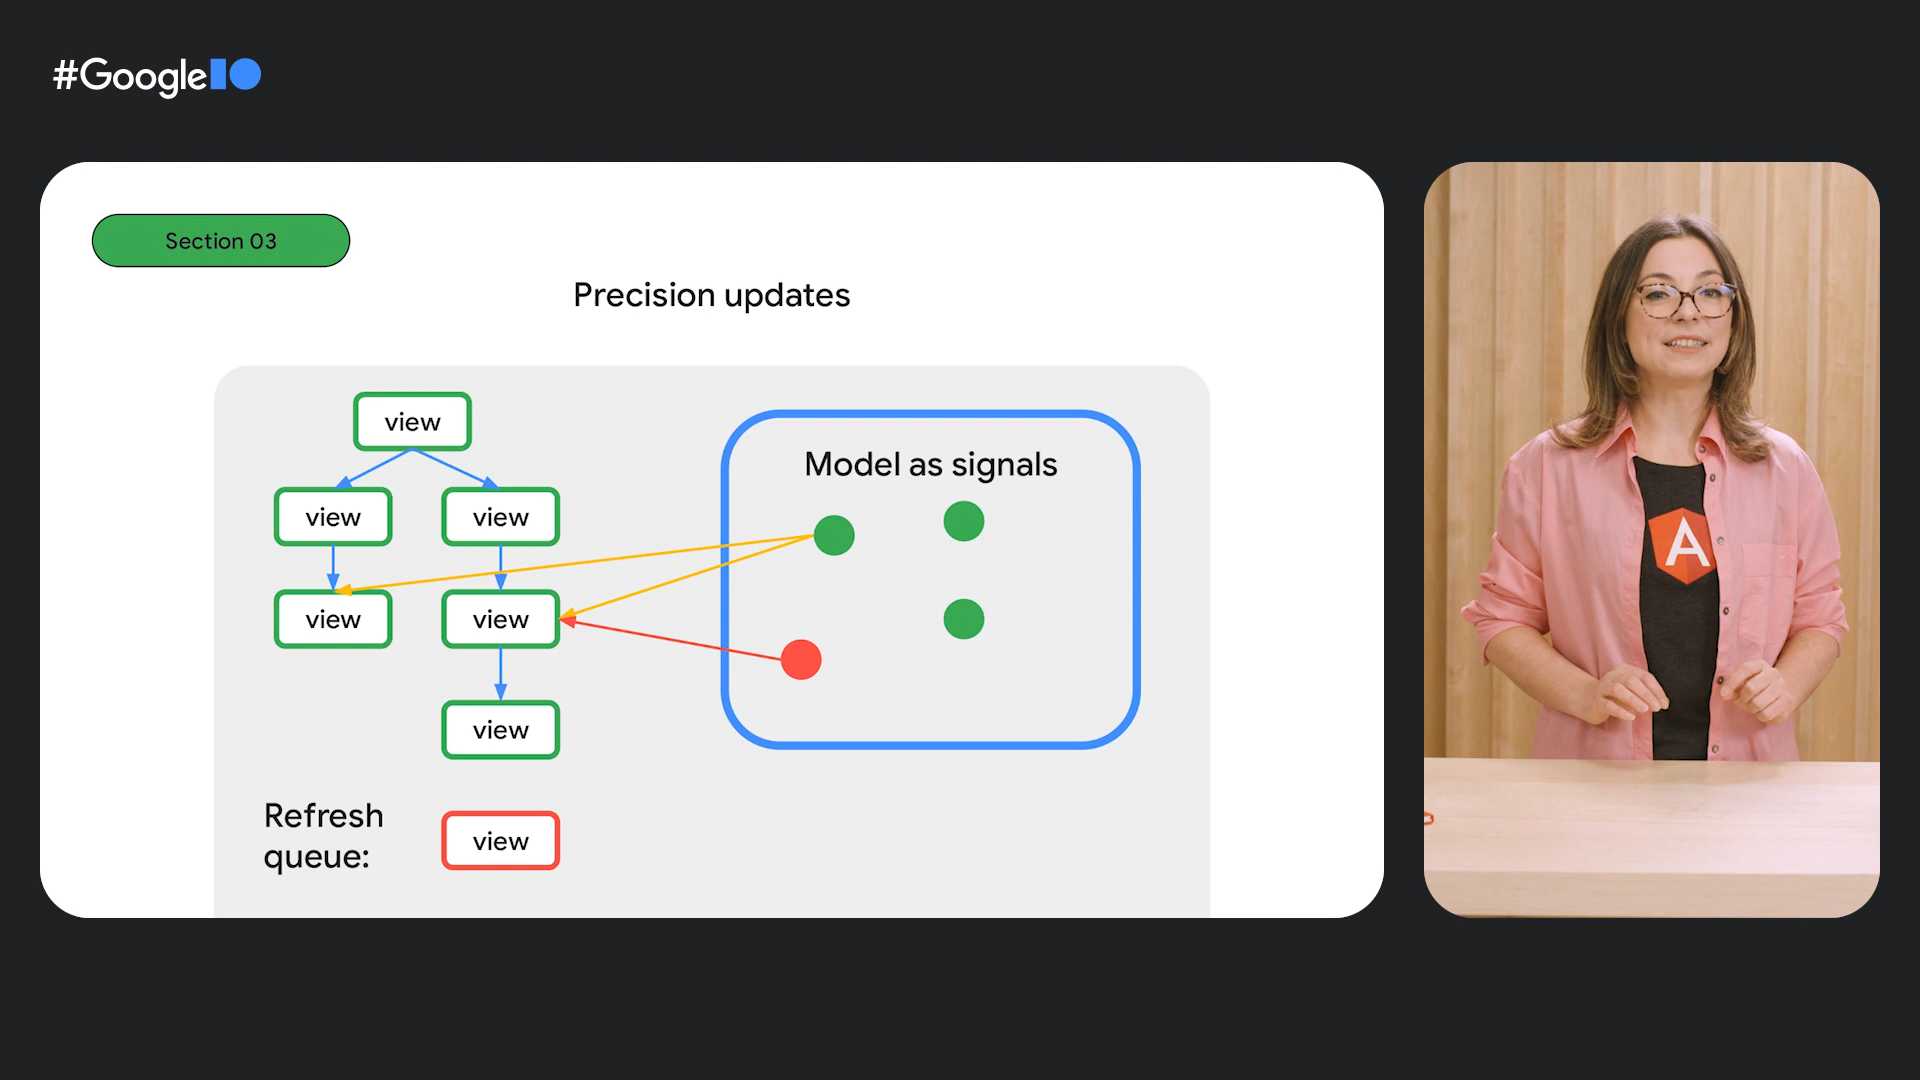 #GoogleIO
Section 03
Precision updates
view
Model as signals
view
view
view
view
view
Refresh
queue:
view
A